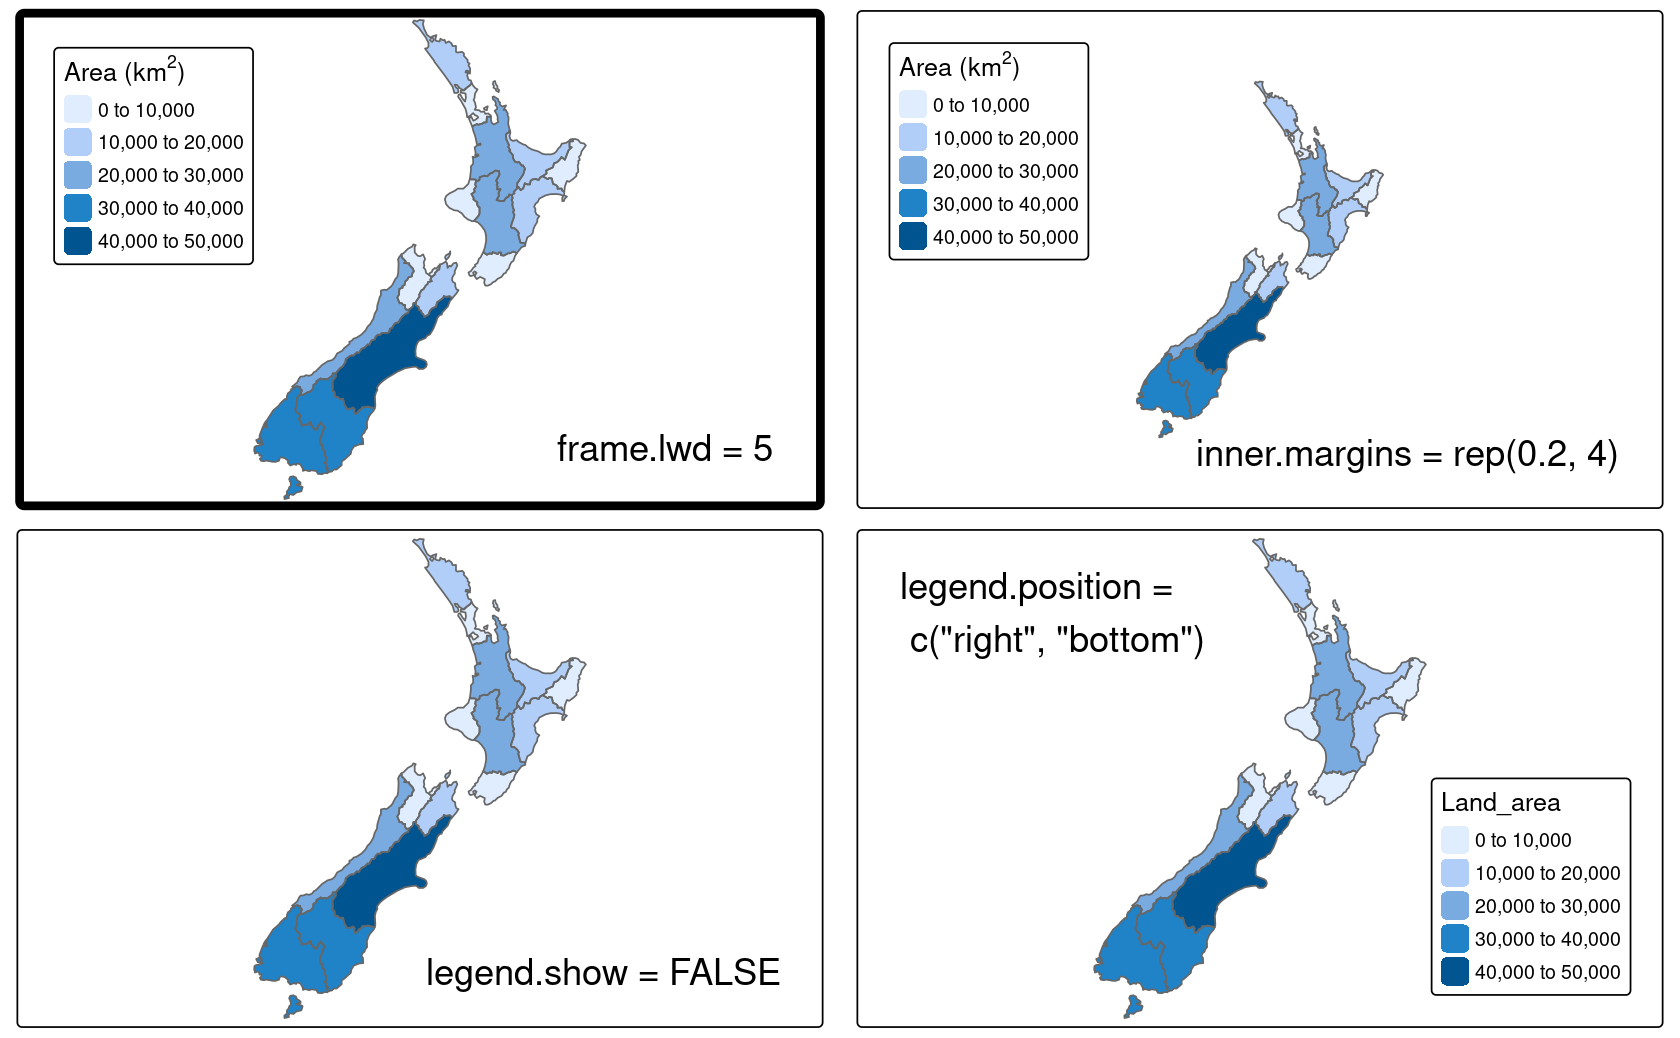 Area (km²)
0 to 10,000
10,000 to 20,000
20,000 to 30,000
30,000 to 40,000
40,000 to 50,000
frame.lwd = 5
Area (km²)
0 to 10,000
10,000 to 20,000
20,000 to 30,000
30,000 to 40,000
40,000 to 50,000
inner.margins = rep(0.2, 4)
legend.show = FALSE
legend.position =
c("right", "bottom")
Land_area
0 to 10,000
10,000 to 20,000
20,000 to 30,000
30,000 to 40,000
40,000 to 50,000